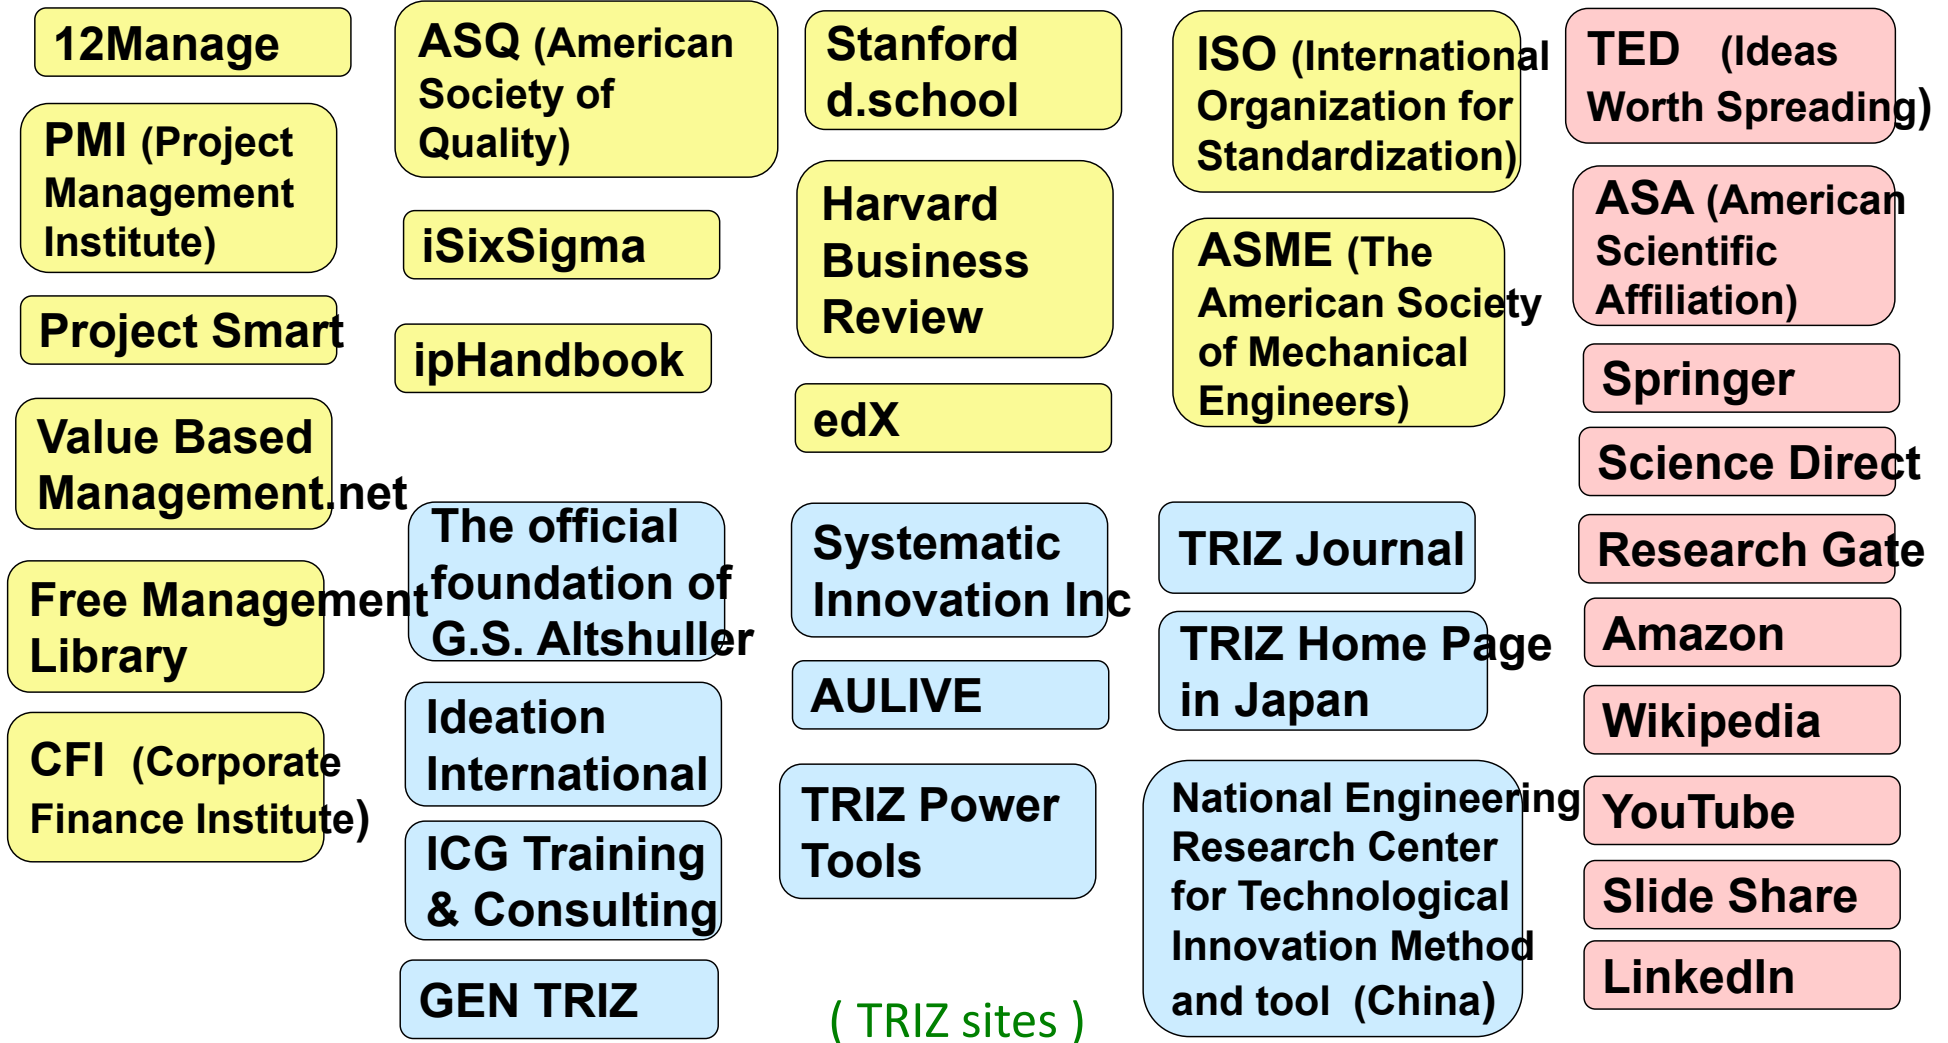 12Manage
PMI (Project
Management
Institute)
Project Smart
Value Based
Management.net
Free Management
Library
CFI (Corporate
Finance Institute)
ASQ (American
Society of
Quality)
iSixSigma
ipHandbook
Stanford
d.school
Harvard
Business
Review
edX
ISO (International
Organization for
Standardization)
ASME (The
American Society
of Mechanical
Engineers)
The official
foundation of
G.S. Altshuller
Ideation
International
ICG Training
& Consulting
GEN TRIZ
Systematic
Innovation Inc
AULIVE
TRIZ Power
Tools
( TRIZ sites )
TRIZ Journal
TRIZ Home Page
in Japan
National Engineering
Research Center
for Technological
Innovation Method
and tool (China)
TED (Ideas
Worth Spreading)
ASA (American
Scientific
Affiliation)
Springer
Science Direct
Research Gate
Amazon
Wikipedia
YouTube
Slide Share
LinkedIn